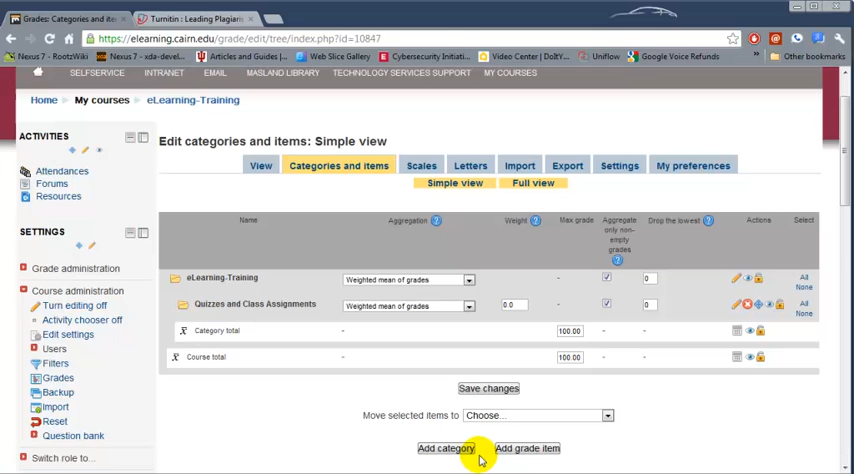 Grades: Categories and ite
Turnitin : Leading Plagiari
https://elearning.cairn.edu/grade/edit/tree/index.php?id=10847
Nexus 7 - RootzWiki
Nexus 7 - xda-devel...
Articles and Guides |...
Web Slice Gallery
Cybersecurity Initiati...
Video Center | DoItY...
Uniflow
Google Voice Refunds
Other bookmarks
SELFSERVICE INTRANET EMAIL MASLAND LIBRARY TECHNOLOGY SERVICES SUPPORT MY COURSES
Home My courses eLearning-Training
ACTIVITIES
Attendances
Forums
Resources
SETTINGS
Grade administration
Course administration
Turn editing off
Activity chooser off
Edit settings
Users
Filters
Grades
Backup
Import
Reset
Question bank
Switch role to...
Edit categories and items: Simple view
View Categories and items Scales Letters Import Export Settings My preferences
Simple view Full view
Name Aggregation Weight Max grade Aggregate only non-empty grades Drop the lowest Actions Select
eLearning-Training Weighted mean of grades - 0 All None
Quizzes and Class Assignments Weighted mean of grades 0.0 - 0 All None
Category total - 100.00 - -
Course total - 100.00 - -
Save changes
Move selected items to Choose...
Add category Add grade item